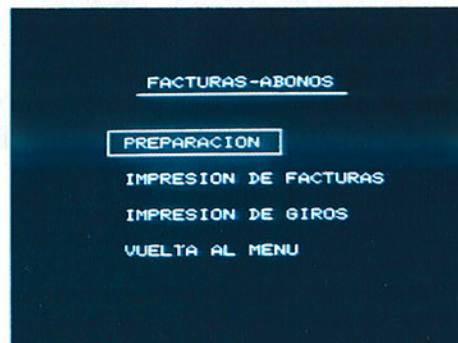 FACTURAS-ABONOS
PREPARACION
IMPRESION DE FACTURAS
IMPRESION DE GIROS
VUELTA AL MENU